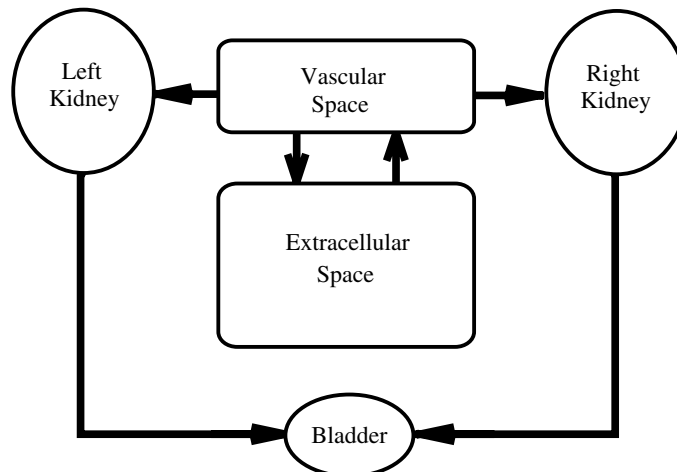 Left
Kidney
Vascular
Space
Right
Kidney
Extracellular
Space
Bladder